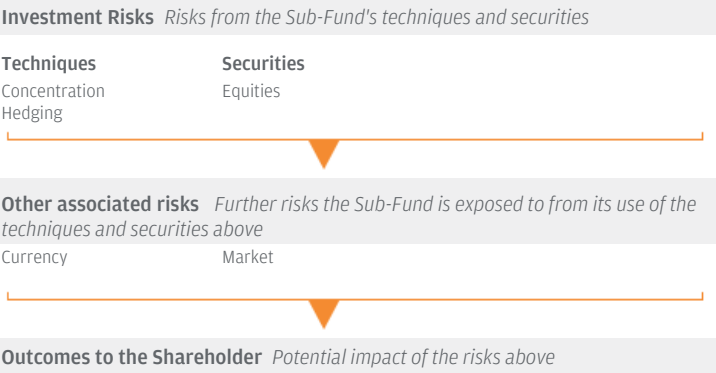 Investment Risks Risks from the Sub-Fund's techniques and securities
Techniques Securities
Concentration Equities
Hedging
Other associated risks Further risks the Sub-Fund is exposed to from its use of the
techniques and securities above
Currency Market
Outcomes to the Shareholder Potential impact of the risks above